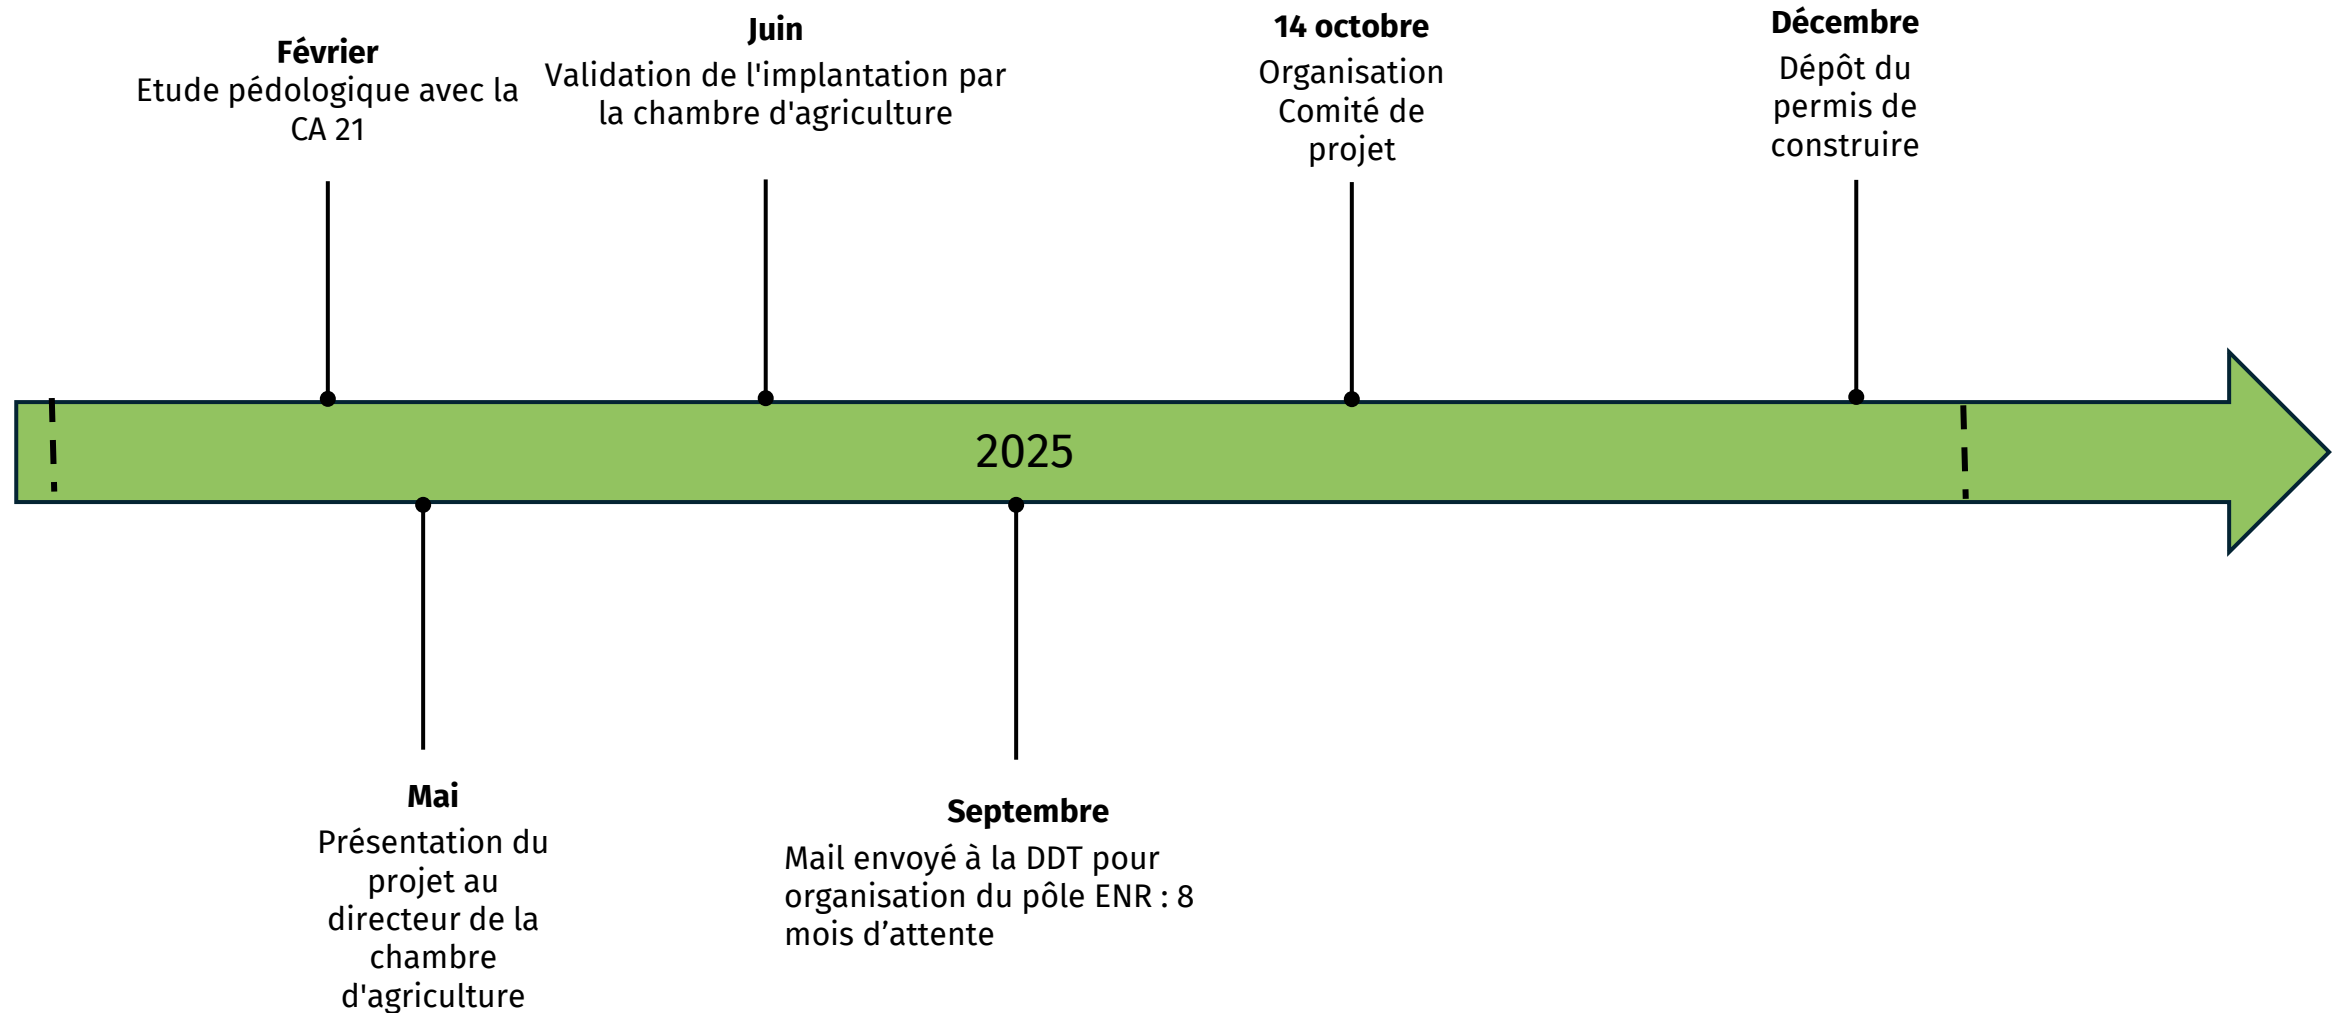 Février
Etude pédologique avec la
CA 21
Juin
Validation de l'implantation par
la chambre d'agriculture
14 octobre
Organisation
Comité de
projet
Décembre
Dépôt du
permis de
construire
2025
Mai
Présentation du
projet au
directeur de la
chambre
d'agriculture
Septembre
Mail envoyé à la DDT pour
organisation du pôle ENR : 8
mois d’attente